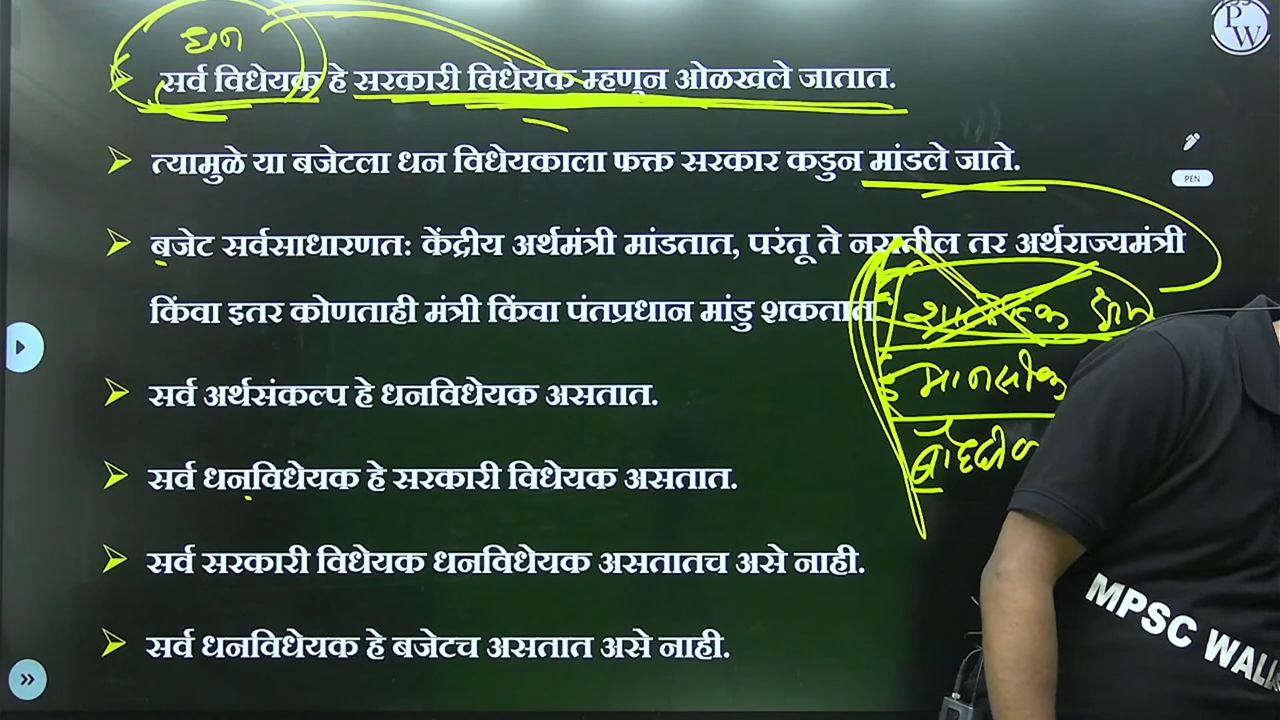 धन
सर्व विधेयक हे सरकारी विधेयक म्हणून ओळखले जातात.
त्यामुळे या बजेटला धन विधेयकाला फक्त सरकार कडुन मांडले जाते.
बजेट सर्वसाधारणत: केंद्रीय अर्थमंत्री मांडतात, परंतू ते नसतील तर अर्थराज्यमंत्री
किंवा इतर कोणताही मंत्री किंवा पंतप्रधान मांडु शकतात
सर्व अर्थसंकल्प हे धनविधेयक असतात.
सर्व धनविधेयक हे सरकारी विधेयक असतात.
सर्व सरकारी विधेयक धनविधेयक असतातच असे नाही.
सर्व धनविधेयक हे बजेटच असतात असे नाही.
PW
PEN
MPSC